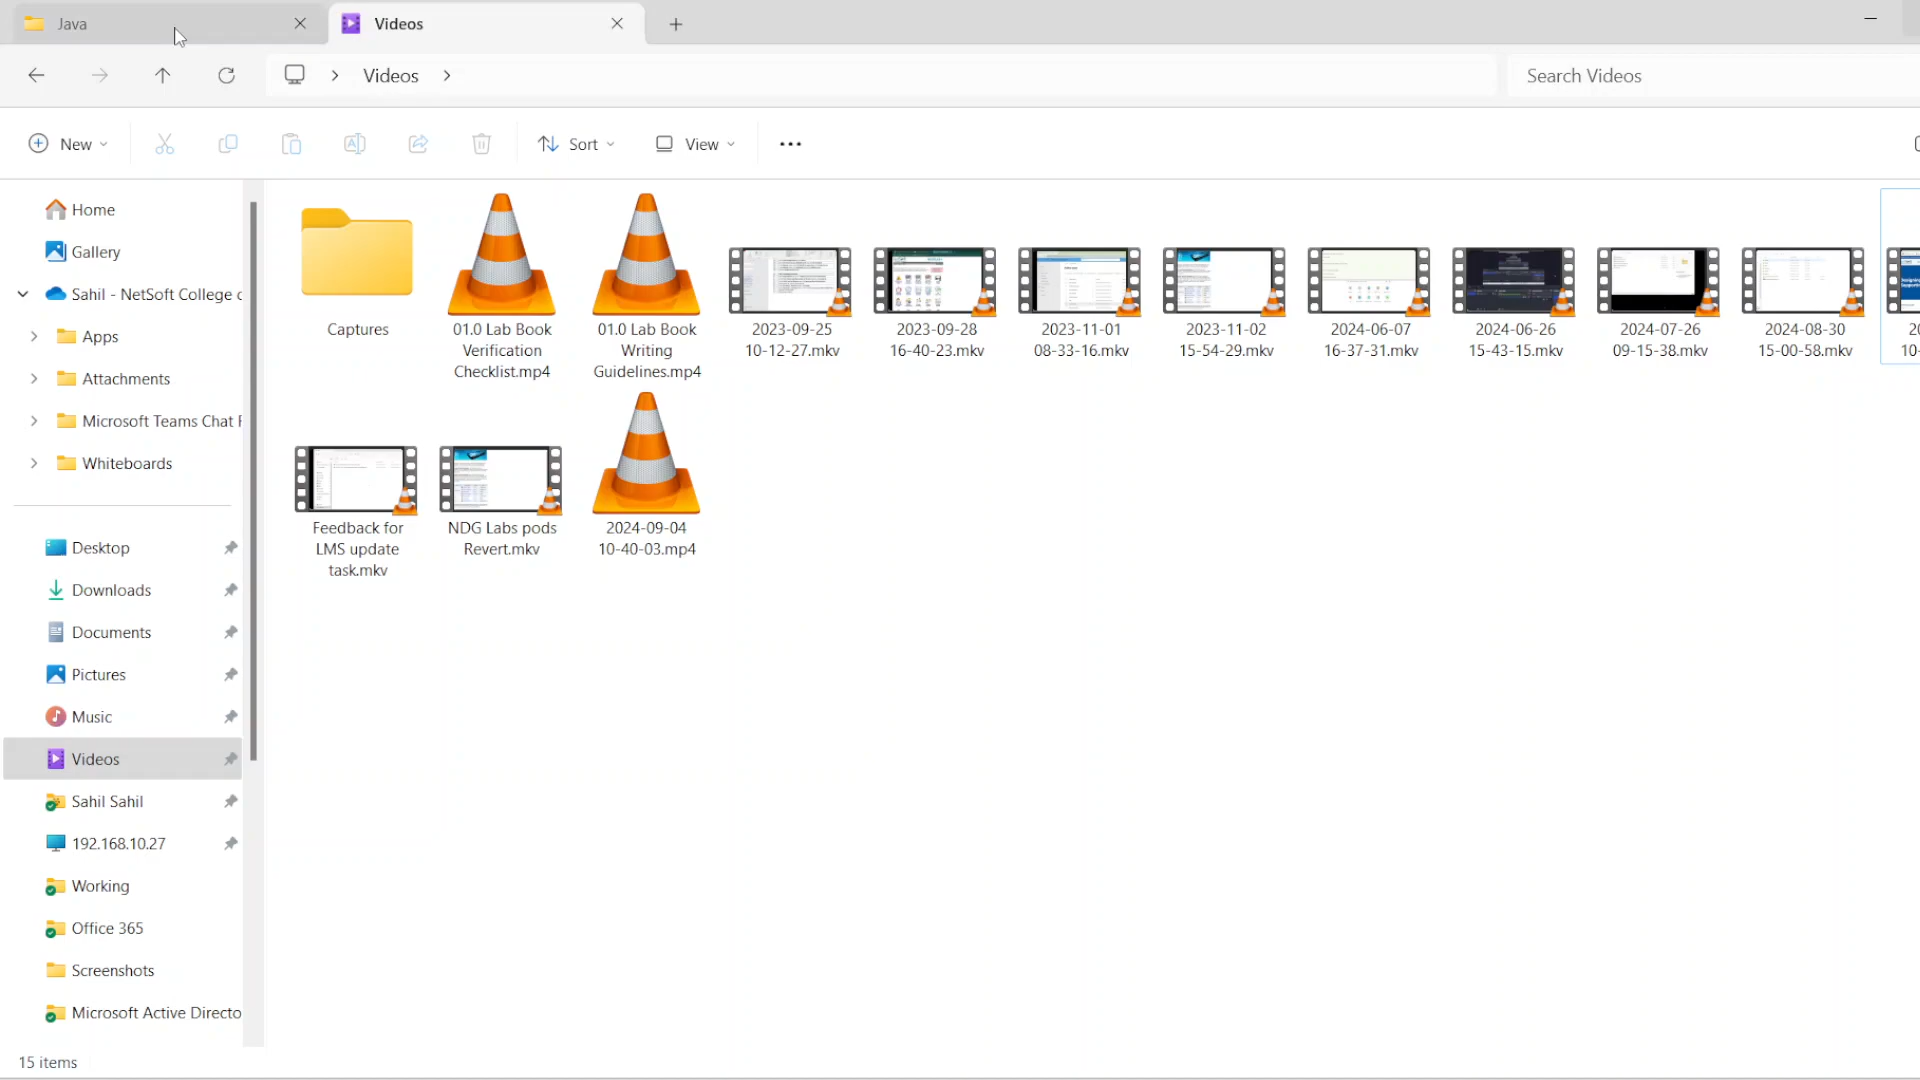 Java
Videos
Videos
Search Videos
New
Sort
View
Home
Gallery
Sahil - NetSoft College
Apps
Attachments
Microsoft Teams Chat
Whiteboards
Desktop
Downloads
Documents
Pictures
Music
Videos
Sahil Sahil
192.168.10.27
Working
Office 365
Screenshots
Microsoft Active Directo
Captures
01.0 Lab Book
Verification
Checklist.mp4
01.0 Lab Book
Writing
Guidelines.mp4
2023-09-25
10-12-27.mkv
2023-09-28
16-40-23.mkv
2023-11-01
08-33-16.mkv
2023-11-02
15-54-29.mkv
2024-06-07
16-37-31.mkv
2024-06-26
15-43-15.mkv
2024-07-26
09-15-38.mkv
2024-08-30
15-00-58.mkv
20
10-
Feedback for
LMS update
task.mkv
NDG Labs pods
Revert.mkv
2024-09-04
10-40-03.mp4
15 items